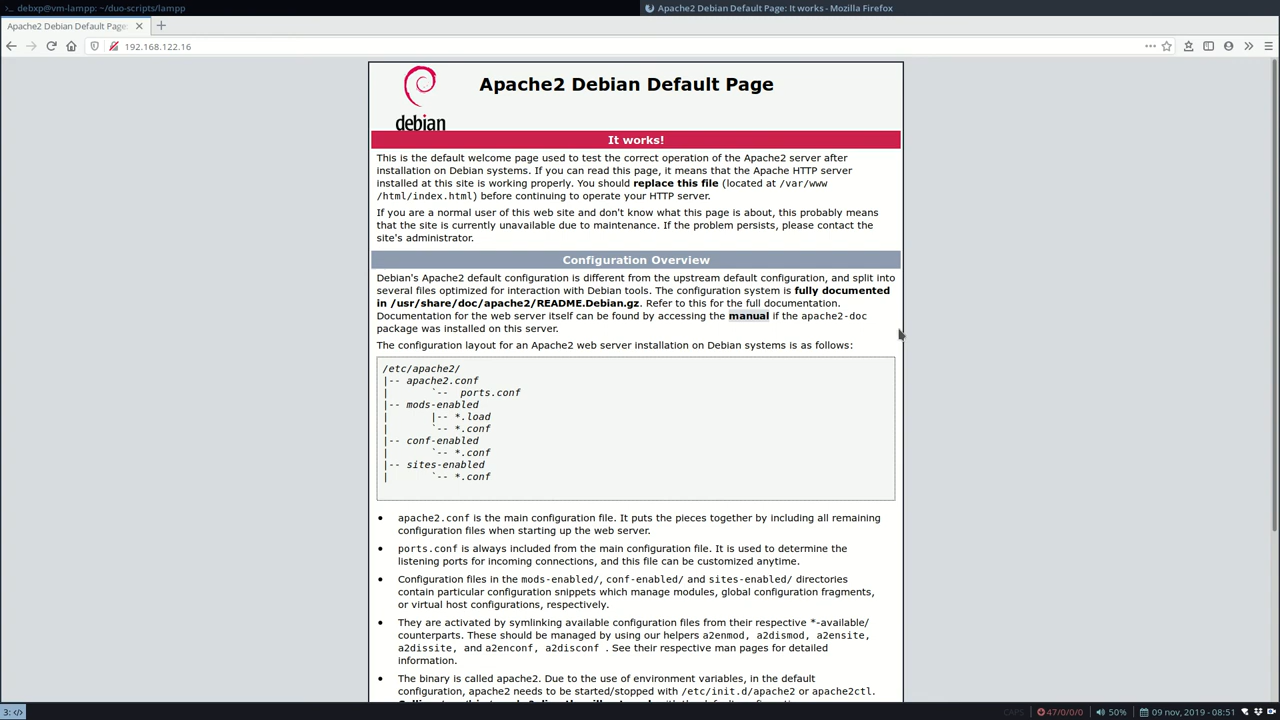 debxp@vm-lampp: ~/duo-scripts/lampp
Apache2 Debian Default Page: It works - Mozilla Firefox
Apache2 Debian Default Page:
192.168.122.16
debian
Apache2 Debian Default Page
It works!
This is the default welcome page used to test the correct operation of the Apache2 server after
installation on Debian systems. If you can read this page, it means that the Apache HTTP server
installed at this site is working properly. You should replace this file (located at /var/www
/html/index.html) before continuing to operate your HTTP server.
If you are a normal user of this web site and don't know what this page is about, this probably means
that the site is currently unavailable due to maintenance. If the problem persists, please contact the
site's administrator.
Configuration Overview
Debian's Apache2 default configuration is different from the upstream default configuration, and split into
several files optimized for interaction with Debian tools. The configuration system is fully documented
in /usr/share/doc/apache2/README.Debian.gz. Refer to this for the full documentation.
Documentation for the web server itself can be found by accessing the manual if the apache2-doc
package was installed on this server.
The configuration layout for an Apache2 web server installation on Debian systems is as follows:
/etc/apache2/
|-- apache2.conf
|       `--  ports.conf
|-- mods-enabled
|       |-- *.load
|       `-- *.conf
|-- conf-enabled
|       `-- *.conf
|-- sites-enabled
|       `-- *.conf
• apache2.conf is the main configuration file. It puts the pieces together by including all remaining
configuration files when starting up the web server.
• ports.conf is always included from the main configuration file. It is used to determine the
listening ports for incoming connections, and this file can be customized anytime.
• Configuration files in the mods-enabled/, conf-enabled/ and sites-enabled/ directories
contain particular configuration snippets which manage modules, global configuration fragments,
or virtual host configurations, respectively.
• They are activated by symlinking available configuration files from their respective *-available/
counterparts. These should be managed by using our helpers a2enmod, a2dismod, a2ensite,
a2dissite, and a2enconf, a2disconf . See their respective man pages for detailed
information.
• The binary is called apache2. Due to the use of environment variables, in the default
configuration, apache2 needs to be started/stopped with /etc/init.d/apache2 or apache2ctl.
3: </>
CAPS
47/0/0/0
50%
09 nov, 2019 - 08:51